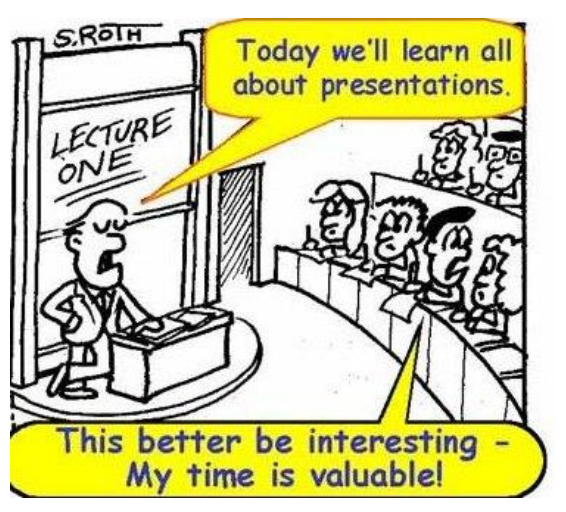 S.ROTH
Today we'll learn all
about presentations.
LECTURE
ONE
This better be interesting -
My time is valuable!